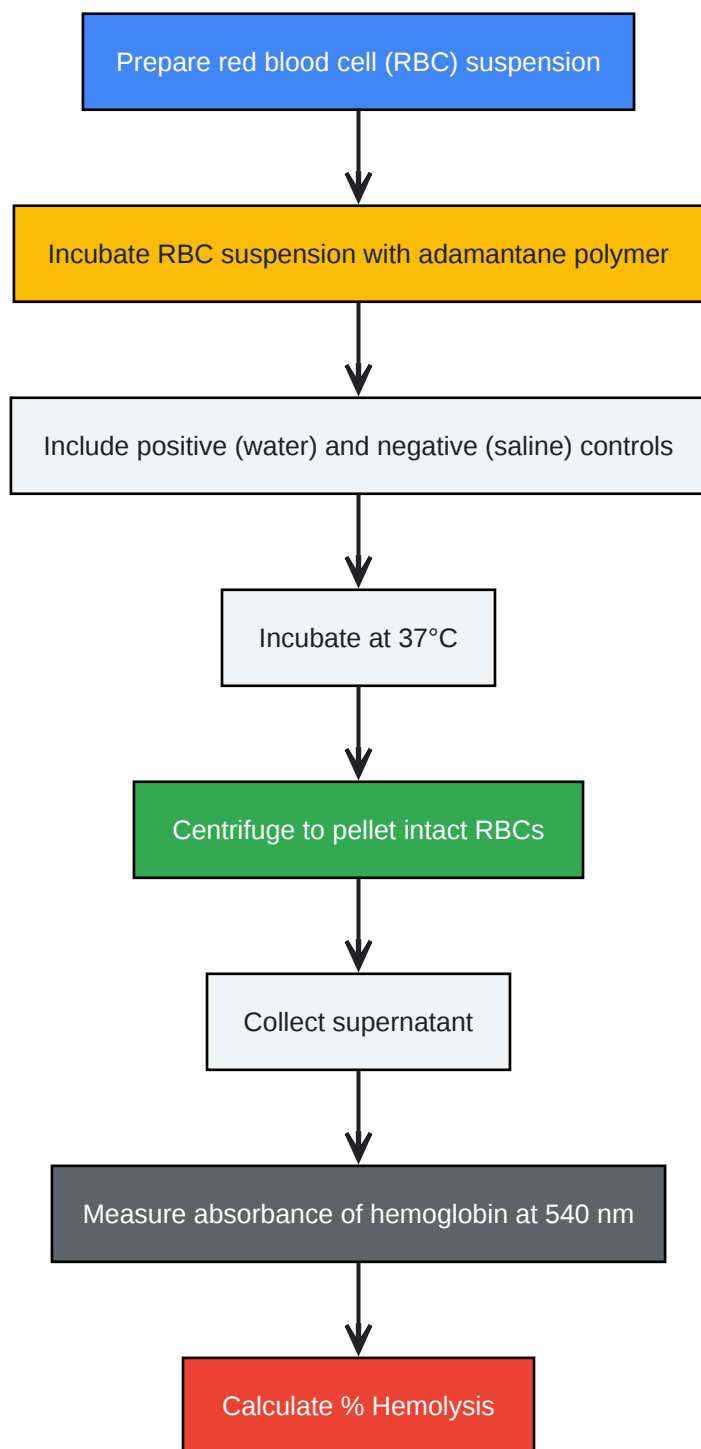 Prepare red blood cell (RBC) suspension
Incubate RBC suspension with adamantane polymer
Include positive (water) and negative (saline) controls
Incubate at 37°C
Centrifuge to pellet intact RBCs
Collect supernatant
Measure absorbance of hemoglobin at 540 nm
Calculate % Hemolysis